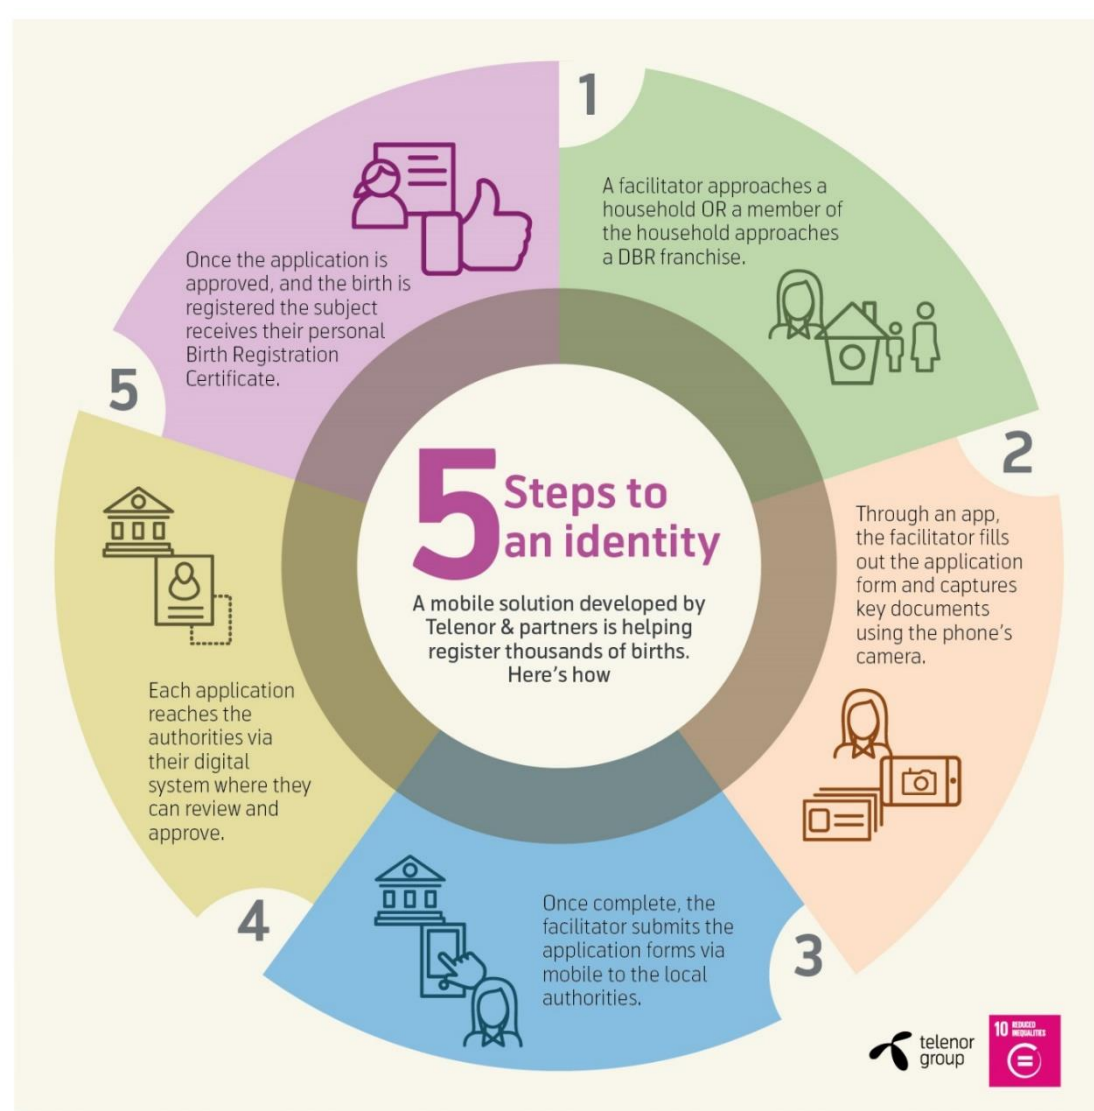 5 Steps to
an identity
A mobile solution developed by
Telenor & partners is helping
register thousands of births.
Here's how
1
A facilitator approaches a
household OR a member of
the household approaches
a DBR franchise.
2
Through an app,
the facilitator fills
out the application
form and captures
key documents
using the phone's
camera.
3
Once complete, the
facilitator submits the
application forms via
mobile to the local
authorities.
4
Each application
reaches the
authorities via
their digital
system where they
can review and
approve.
5
Once the application is
approved, and the birth is
registered the subject
receives their personal
Birth Registration
Certificate.
telenor
group
10 REDUCED
INEQUALITIES